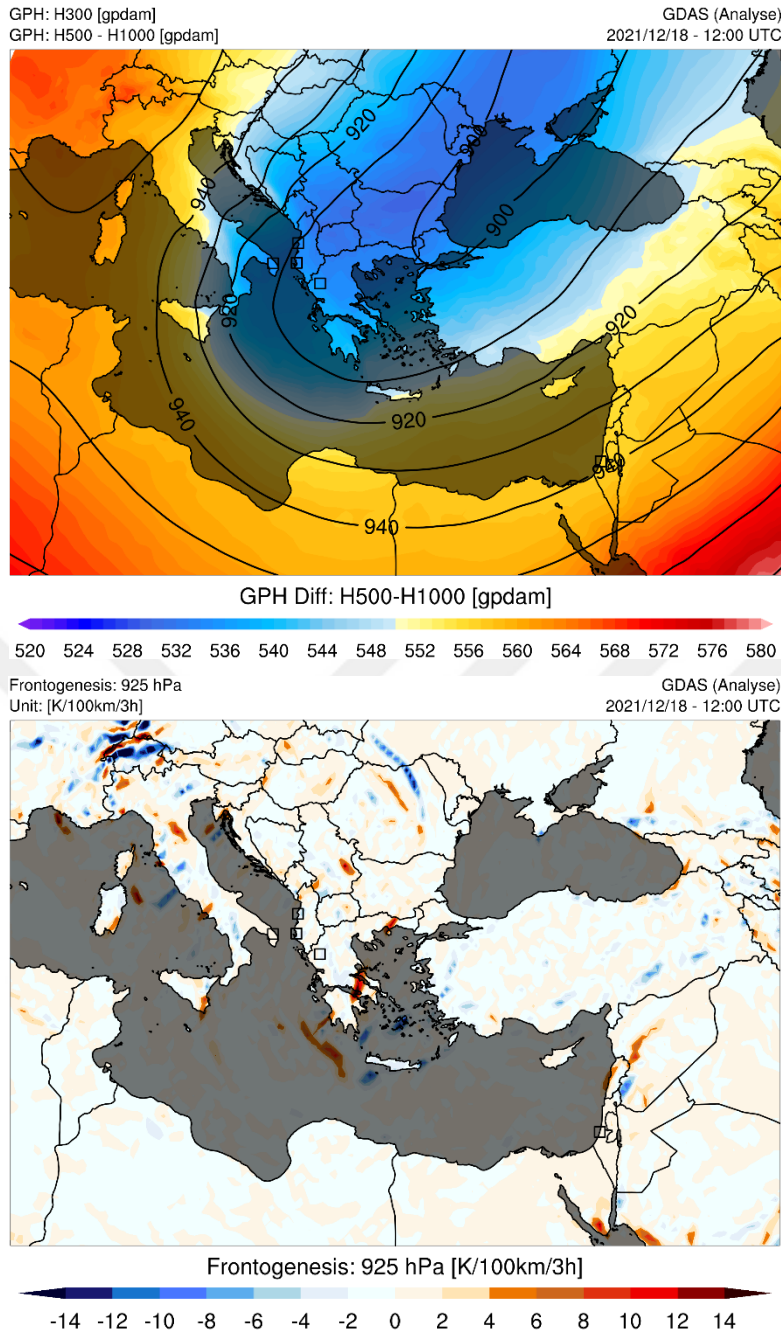 GPH: H300 [gpdam]
GDAS (Analyse)
GPH: H500 - H1000 [gpdam]
2021/12/18 - 12:00 UTC
920
900
940
900
940
920
920
920
940
940
940
GPH Diff: H500-H1000 [gpdam]
520 524 528 532 536 540 544 548 552 556 560 564 568 572 576 580
Frontogenesis: 925 hPa
GDAS (Analyse)
Unit: [K/100km/3h]
2021/12/18 - 12:00 UTC
Frontogenesis: 925 hPa [K/100km/3h]
-14 -12 -10 -8 -6 -4 -2 0 2 4 6 8 10 12 14